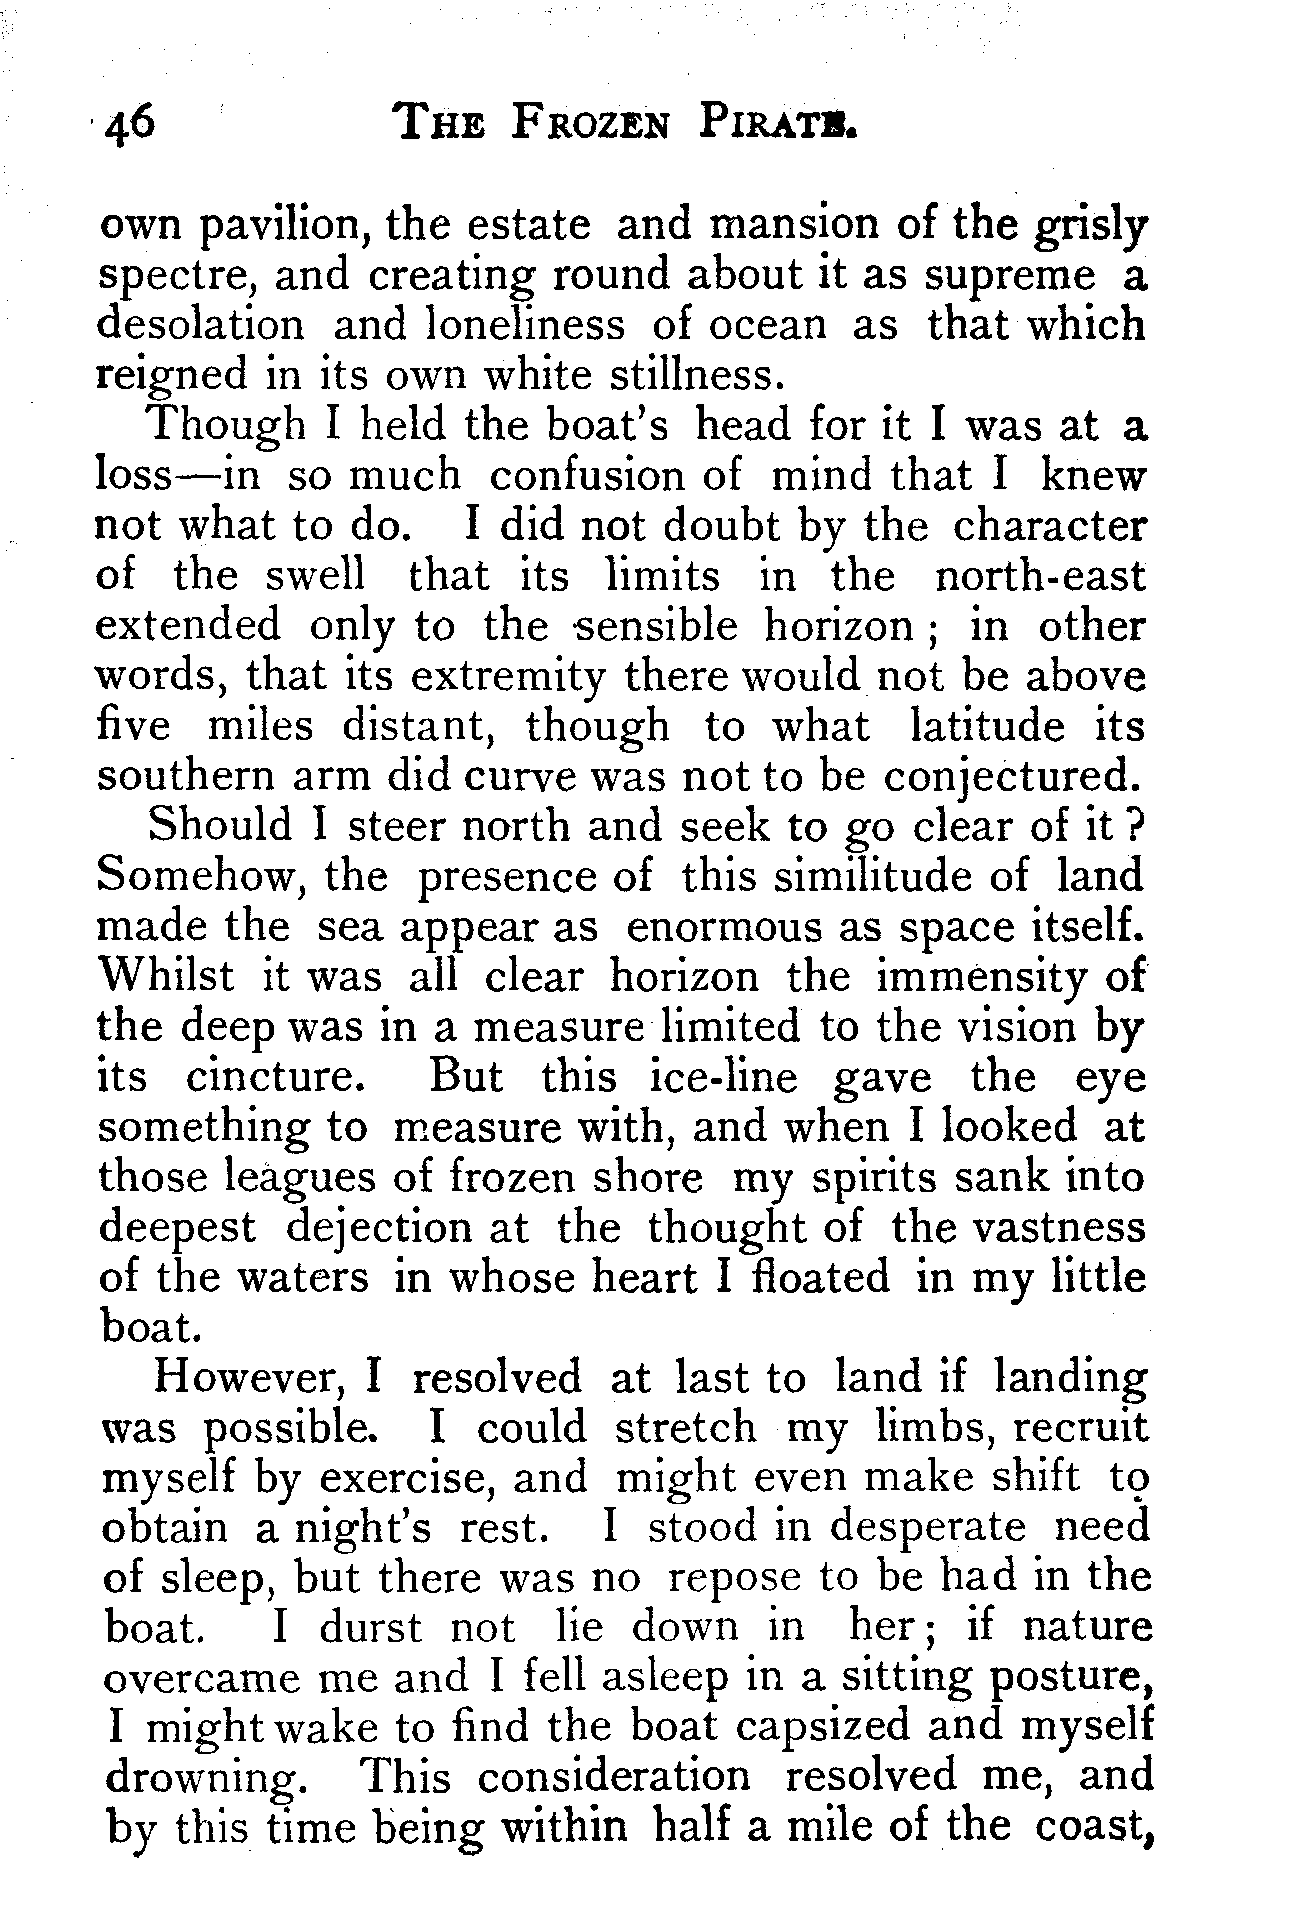 46 THE FROZEN PIRATE.
own pavilion, the estate and mansion of the grisly
spectre, and creating round about it as supreme a
desolation and loneliness of ocean as that which
reigned in its own white stillness.
Though I held the boat's head for it I was at a
loss—in so much confusion of mind that I knew
not what to do. I did not doubt by the character
of the swell that its limits in the north-east
extended only to the sensible horizon ; in other
words, that its extremity there would not be above
five miles distant, though to what latitude its
southern arm did curve was not to be conjectured.
Should I steer north and seek to go clear of it ?
Somehow, the presence of this similitude of land
made the sea appear as enormous as space itself.
Whilst it was all clear horizon the immensity of
the deep was in a measure limited to the vision by
its cincture. But this ice-line gave the eye
something to measure with, and when I looked at
those leagues of frozen shore my spirits sank into
deepest dejection at the thought of the vastness
of the waters in whose heart I floated in my little
boat.
However, I resolved at last to land if landing
was possible. I could stretch my limbs, recruit
myself by exercise, and might even make shift to
obtain a night's rest. I stood in desperate need
of sleep, but there was no repose to be had in the
boat. I durst not lie down in her ; if nature
overcame me and I fell asleep in a sitting posture,
I might wake to find the boat capsized and myself
drowning. This consideration resolved me, and
by this time being within half a mile of the coast,